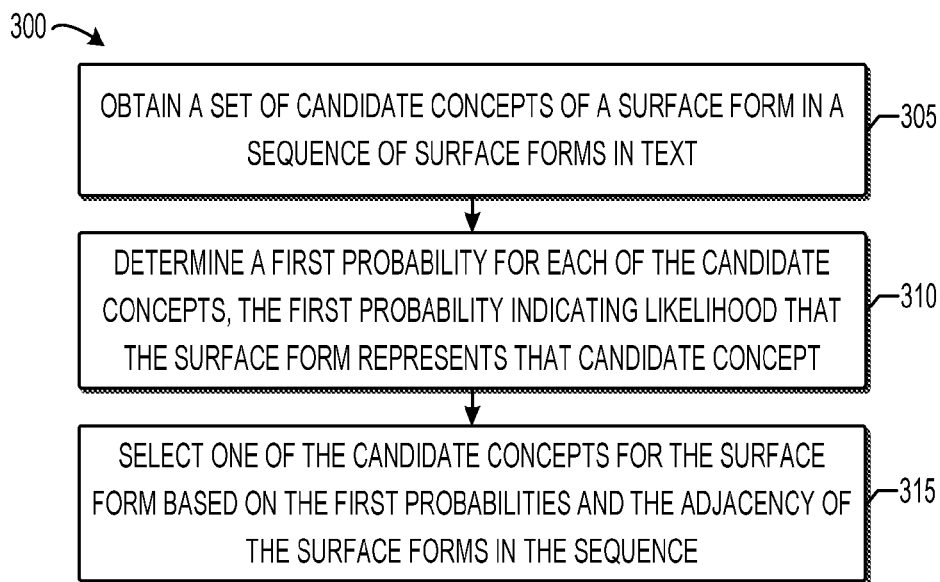 300
OBTAIN A SET OF CANDIDATE CONCEPTS OF A SURFACE FORM IN A
SEQUENCE OF SURFACE FORMS IN TEXT
305
DETERMINE A FIRST PROBABILITY FOR EACH OF THE CANDIDATE
CONCEPTS, THE FIRST PROBABILITY INDICATING LIKELIHOOD THAT
THE SURFACE FORM REPRESENTS THAT CANDIDATE CONCEPT
310
SELECT ONE OF THE CANDIDATE CONCEPTS FOR THE SURFACE
FORM BASED ON THE FIRST PROBABILITIES AND THE ADJACENCY OF
THE SURFACE FORMS IN THE SEQUENCE
315